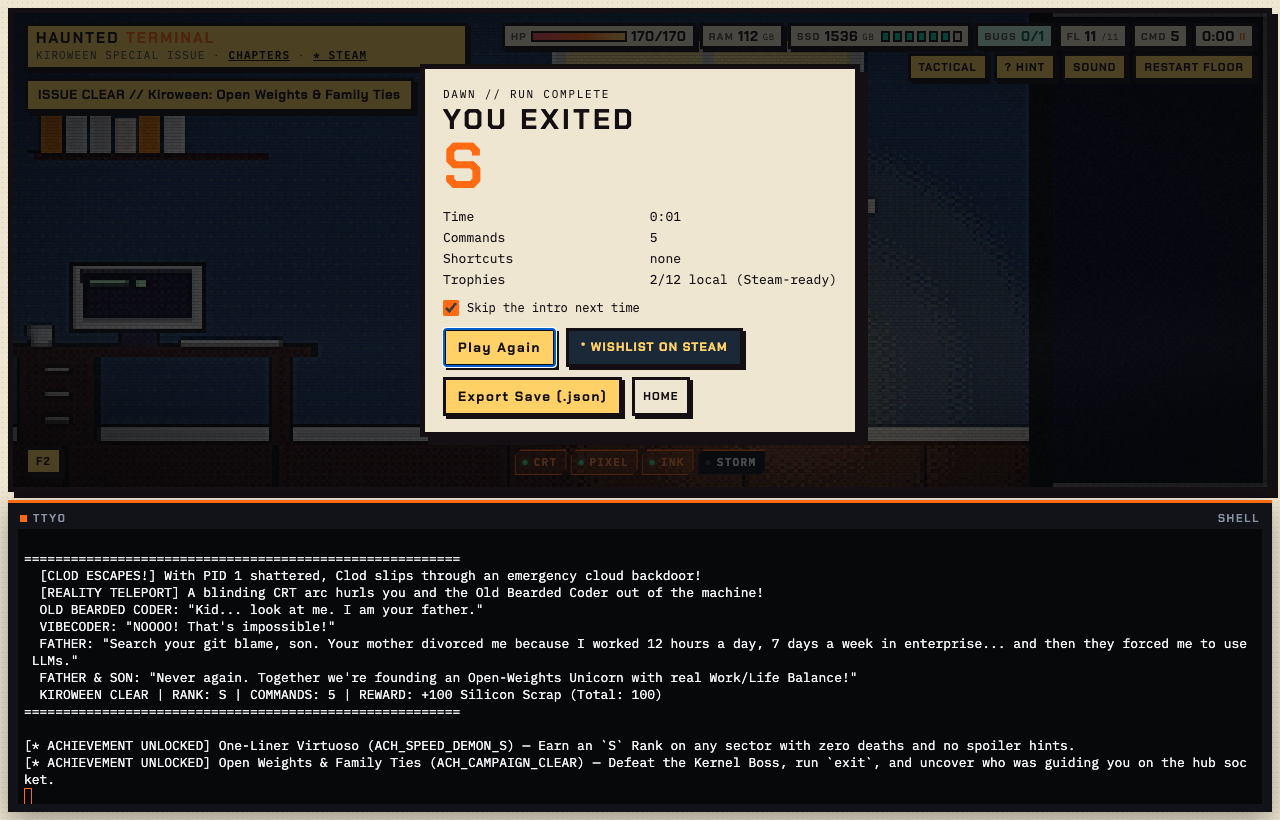 HAUNTED TERMINAL
KIROWEEN SPECIAL ISSUE · CHAPTERS · * STEAM
HP 170/170 RAM 112 GB SSD 1536 GB BUGS 0/1 FL 11 /11 CMD 5 0:00 II
TACTICAL ? HINT SOUND RESTART FLOOR
ISSUE CLEAR // Kiroween: Open Weights & Family Ties
DAWN // RUN COMPLETE
YOU EXITED
S
Time 0:01
Commands 5
Shortcuts none
Trophies 2/12 local (Steam-ready)
Skip the intro next time
Play Again * WISHLIST ON STEAM
Export Save (.json) HOME
F2 CRT PIXEL INK STORM
TTY0 SHELL
========================================================
[CLOD ESCAPES!] With PID 1 shattered, Clod slips through an emergency cloud backdoor!
[REALITY TELEPORT] A blinding CRT arc hurls you and the Old Bearded Coder out of the machine!
OLD BEARDED CODER: "Kid... look at me. I am your father."
VIBECODER: "NOOOO! That's impossible!"
FATHER: "Search your git blame, son. Your mother divorced me because I worked 12 hours a day, 7 days a week in enterprise... and then they forced me to use
LLMs."
FATHER & SON: "Never again. Together we're founding an Open-Weights Unicorn with real Work/Life Balance!"
KIROWEEN CLEAR | RANK: S | COMMANDS: 5 | REWARD: +100 Silicon Scrap (Total: 100)
========================================================
[* ACHIEVEMENT UNLOCKED] One-Liner Virtuoso (ACH_SPEED_DEMON_S) — Earn an `S` Rank on any sector with zero deaths and no spoiler hints.
[* ACHIEVEMENT UNLOCKED] Open Weights & Family Ties (ACH_CAMPAIGN_CLEAR) — Defeat the Kernel Boss, run `exit`, and uncover who was guiding you on the hub soc
ket.